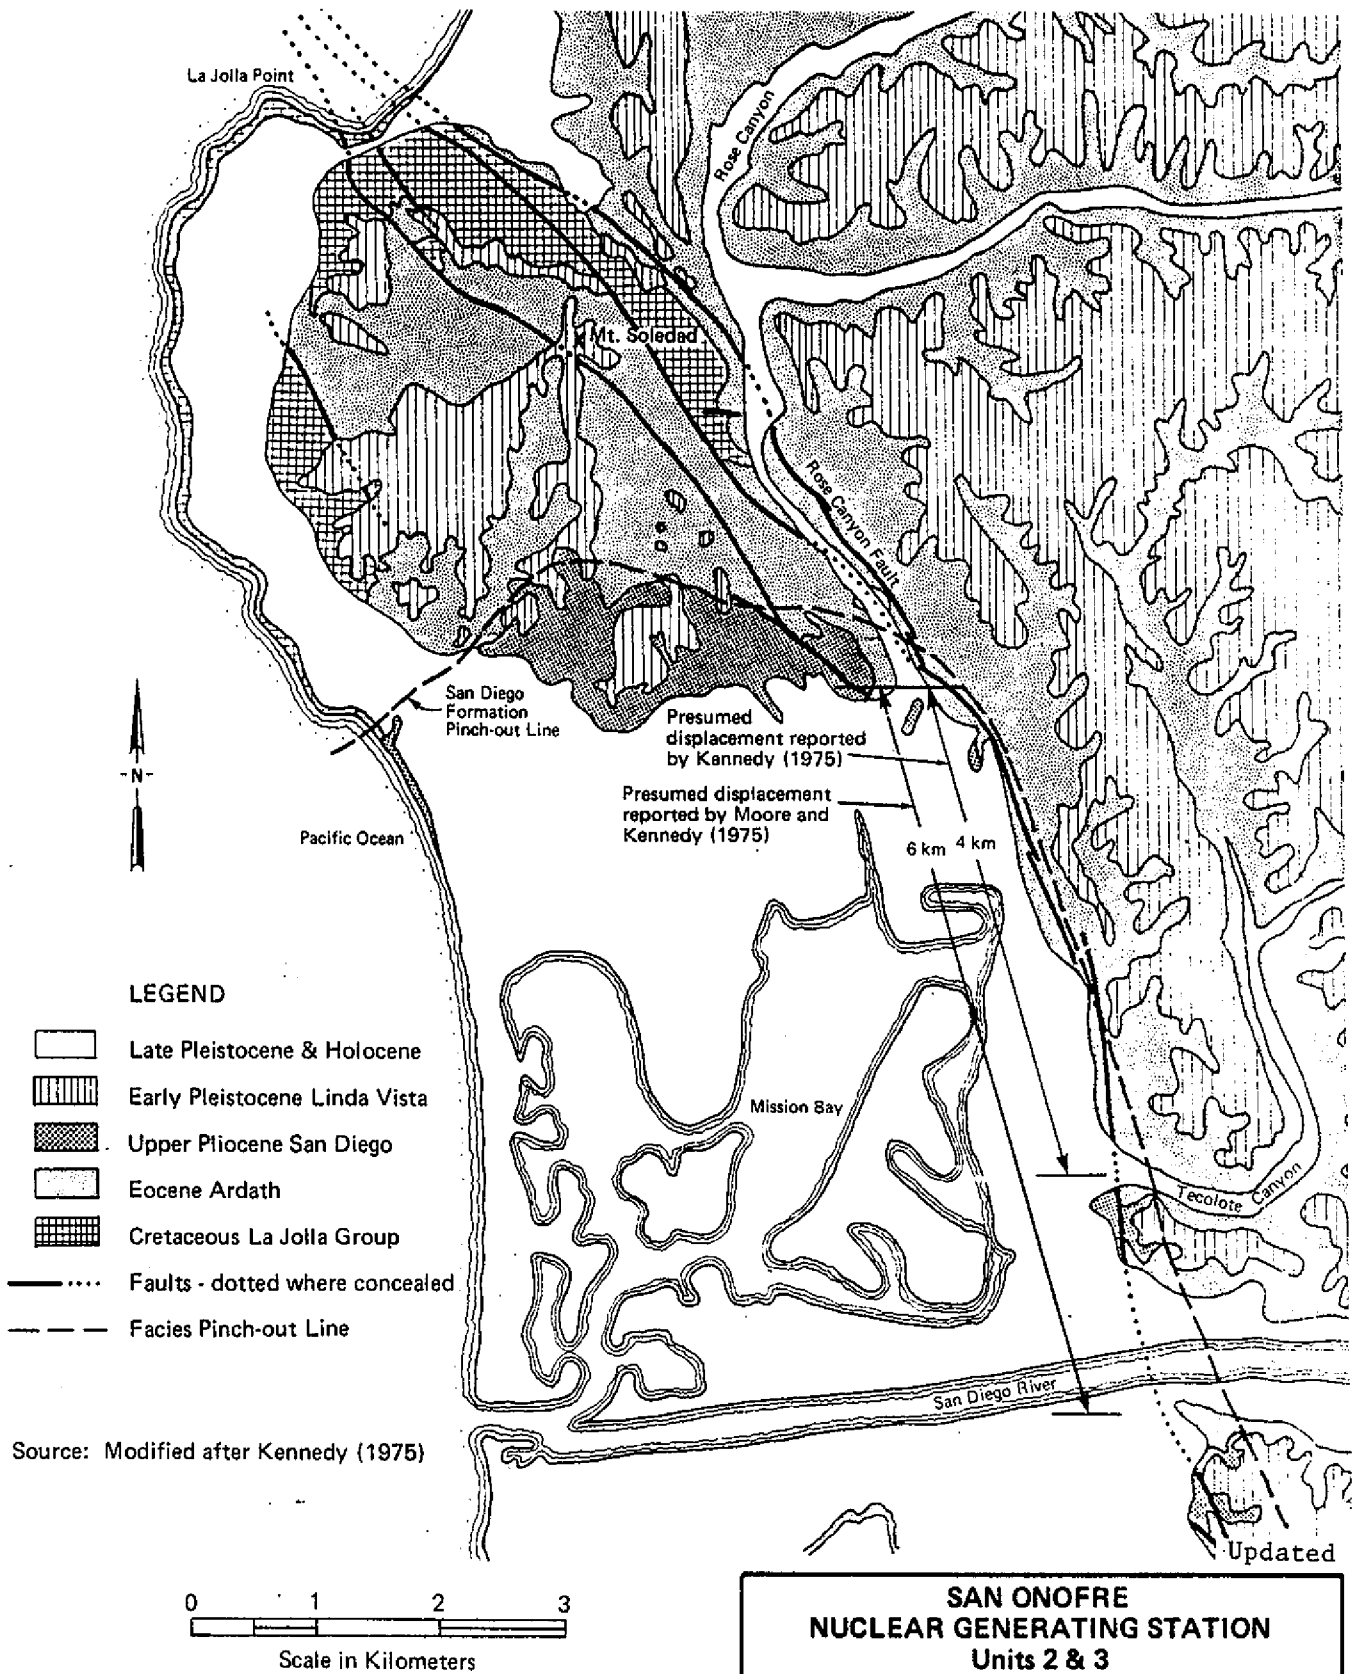 La Jolla Point
Rose Canyon
Mt. Soledad
Rose Canyon Fault
San Diego
Formation
Pinch-out Line
Presumed
displacement reported
by Kennedy (1975)
Presumed displacement
reported by Moore and
Kennedy (1975)
-N-
Pacific Ocean
6 km
4 km
LEGEND
Late Pleistocene & Holocene
Early Pleistocene Linda Vista
Upper Pliocene San Diego
Eocene Ardath
Cretaceous La Jolla Group
Faults - dotted where concealed
Facies Pinch-out Line
Mission Bay
Tecolote Canyon
San Diego River
Source: Modified after Kennedy (1975)
Updated
0 1 2 3
Scale in Kilometers
SAN ONOFRE
NUCLEAR GENERATING STATION
Units 2 & 3